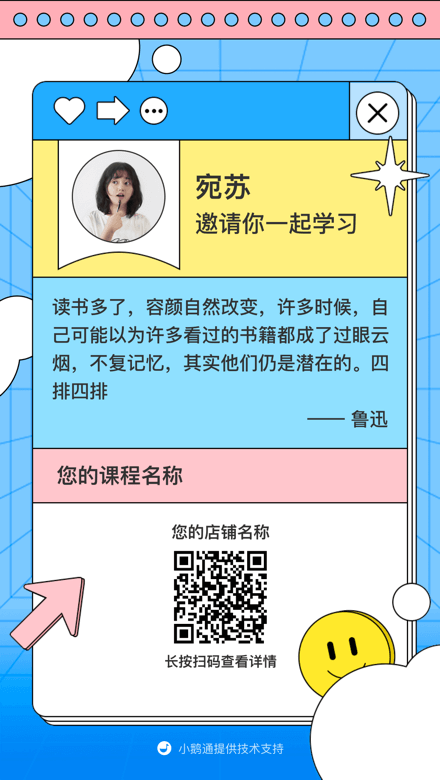 宛苏
邀请你一起学习
读书多了，容颜自然改变，许多时候，自
己可能以为许多看过的书籍都成了过眼云
烟，不复记忆，其实他们仍是潜在的。四
排四排
—— 鲁迅
您的课程名称
您的店铺名称
长按扫码查看详情
小鹅通提供技术支持